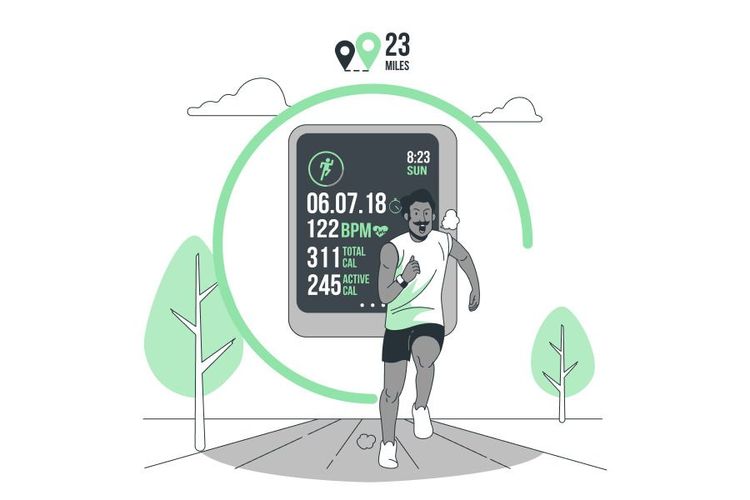 23
MILES
8:23
SUN
06.07.18
122 BPM
311 TOTAL CAL
245 ACTIVE CAL